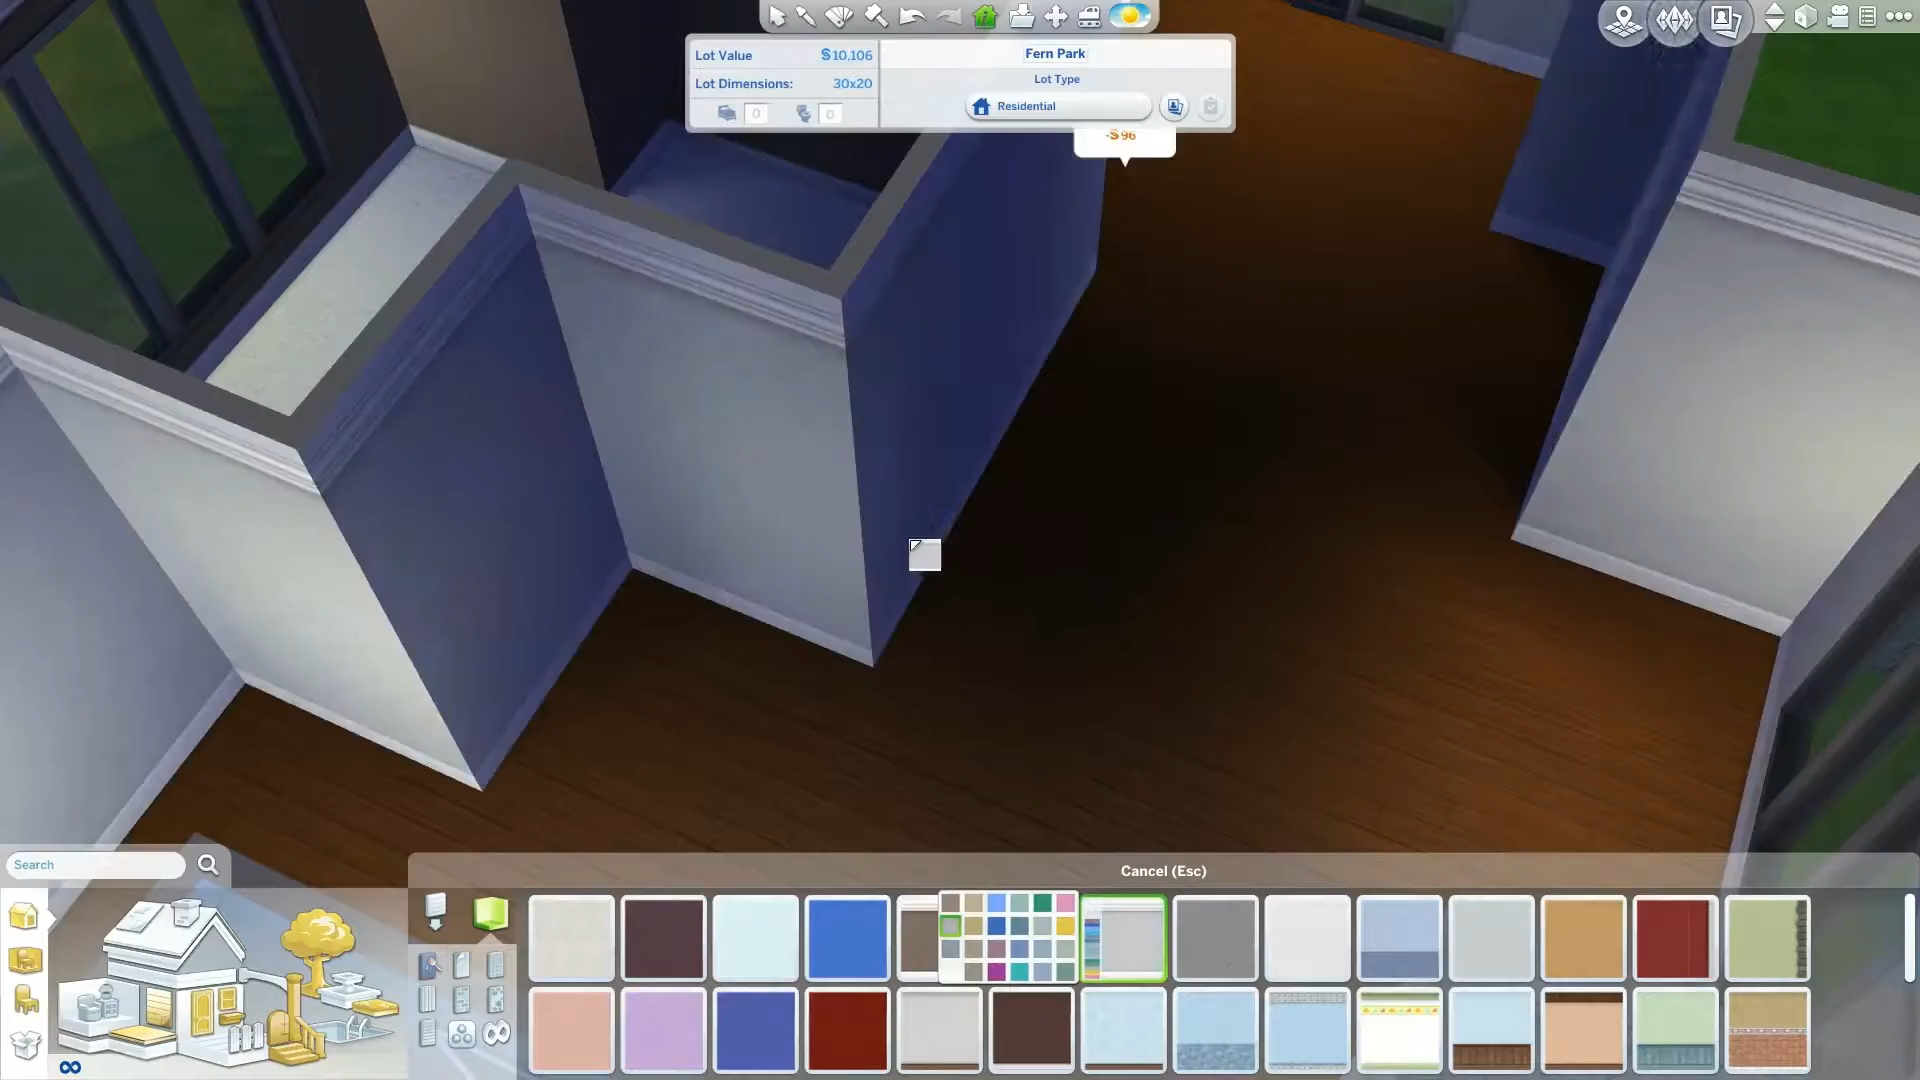 Lot Value §10,106
Fern Park
Lot Type
Lot Dimensions: 30x20
Residential
0 0
-§96
Search
Cancel (Esc)